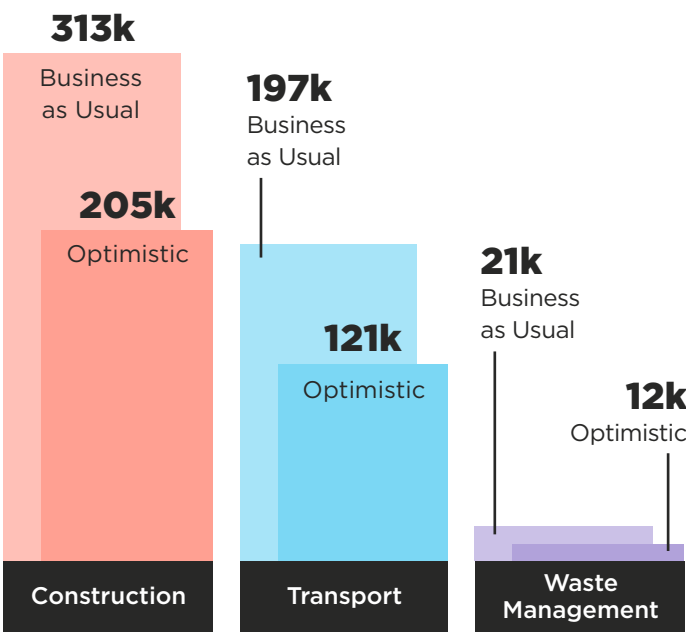 313k
Business
as Usual
205k
Optimistic
Construction
197k
Business
as Usual
121k
Optimistic
Transport
21k
Business
as Usual
12k
Optimistic
Waste
Management